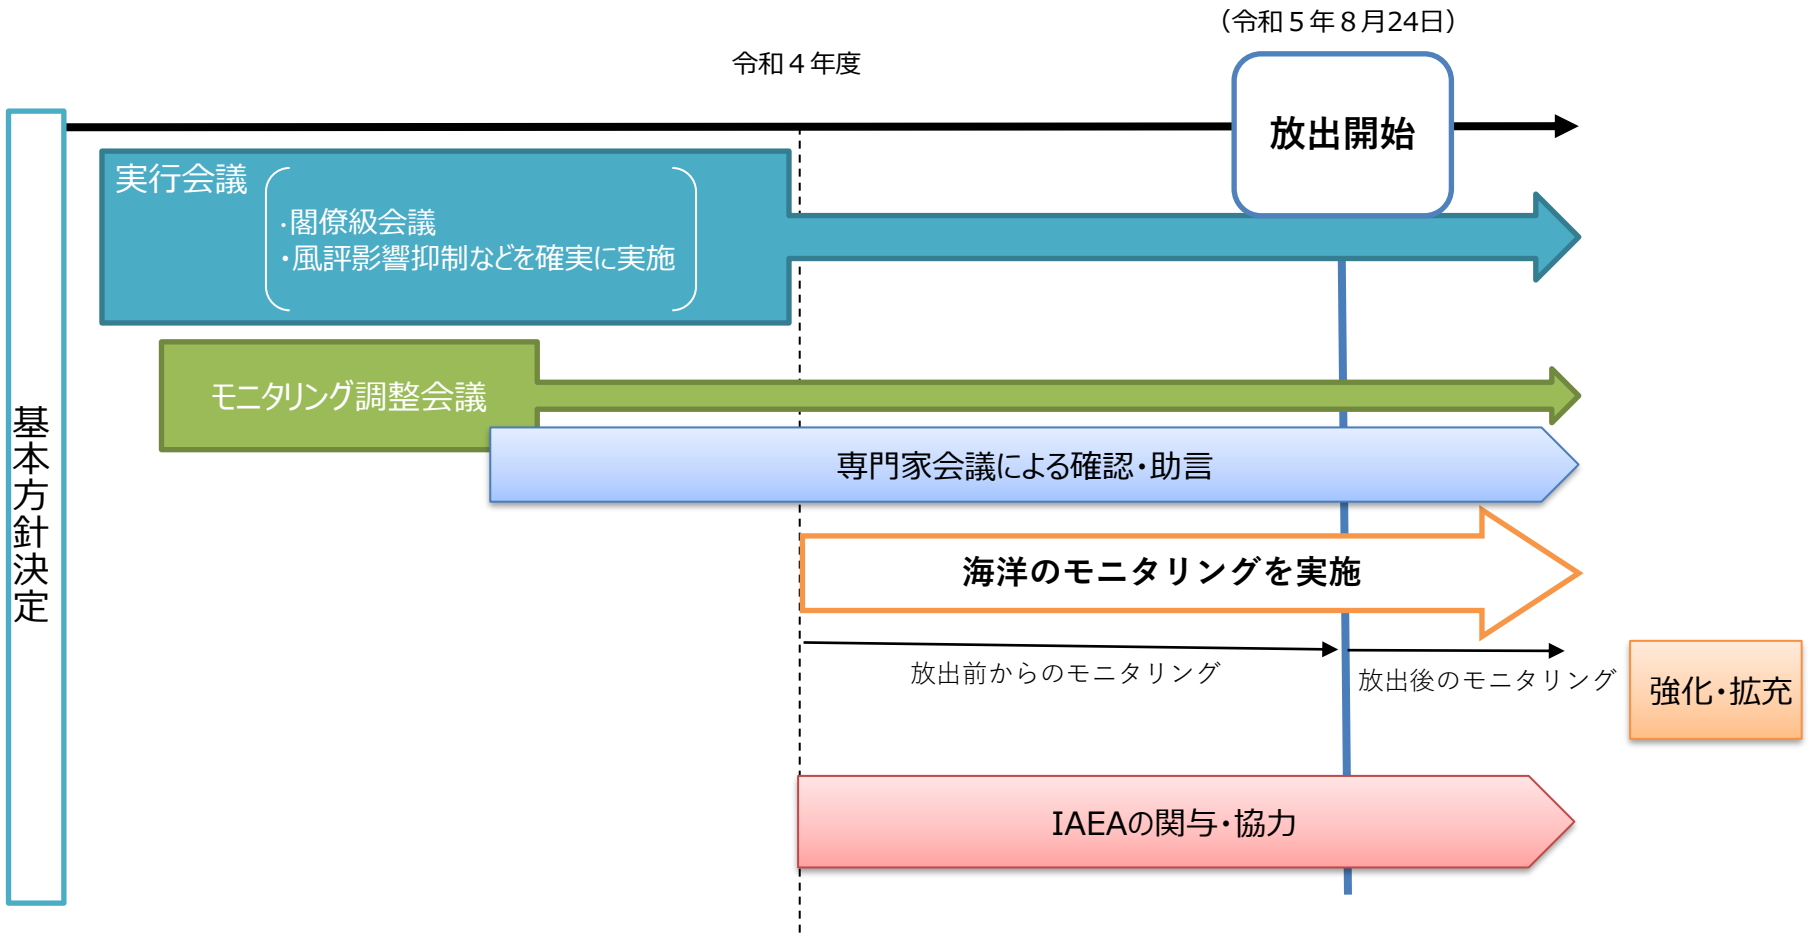 （令和５年８月24日）
令和４年度
放出開始
基本方針決定
実行会議
・閣僚級会議
・風評影響抑制などを確実に実施
モニタリング調整会議
専門家会議による確認・助言
海洋のモニタリングを実施
放出前からのモニタリング
放出後のモニタリング
強化・拡充
IAEAの関与・協力